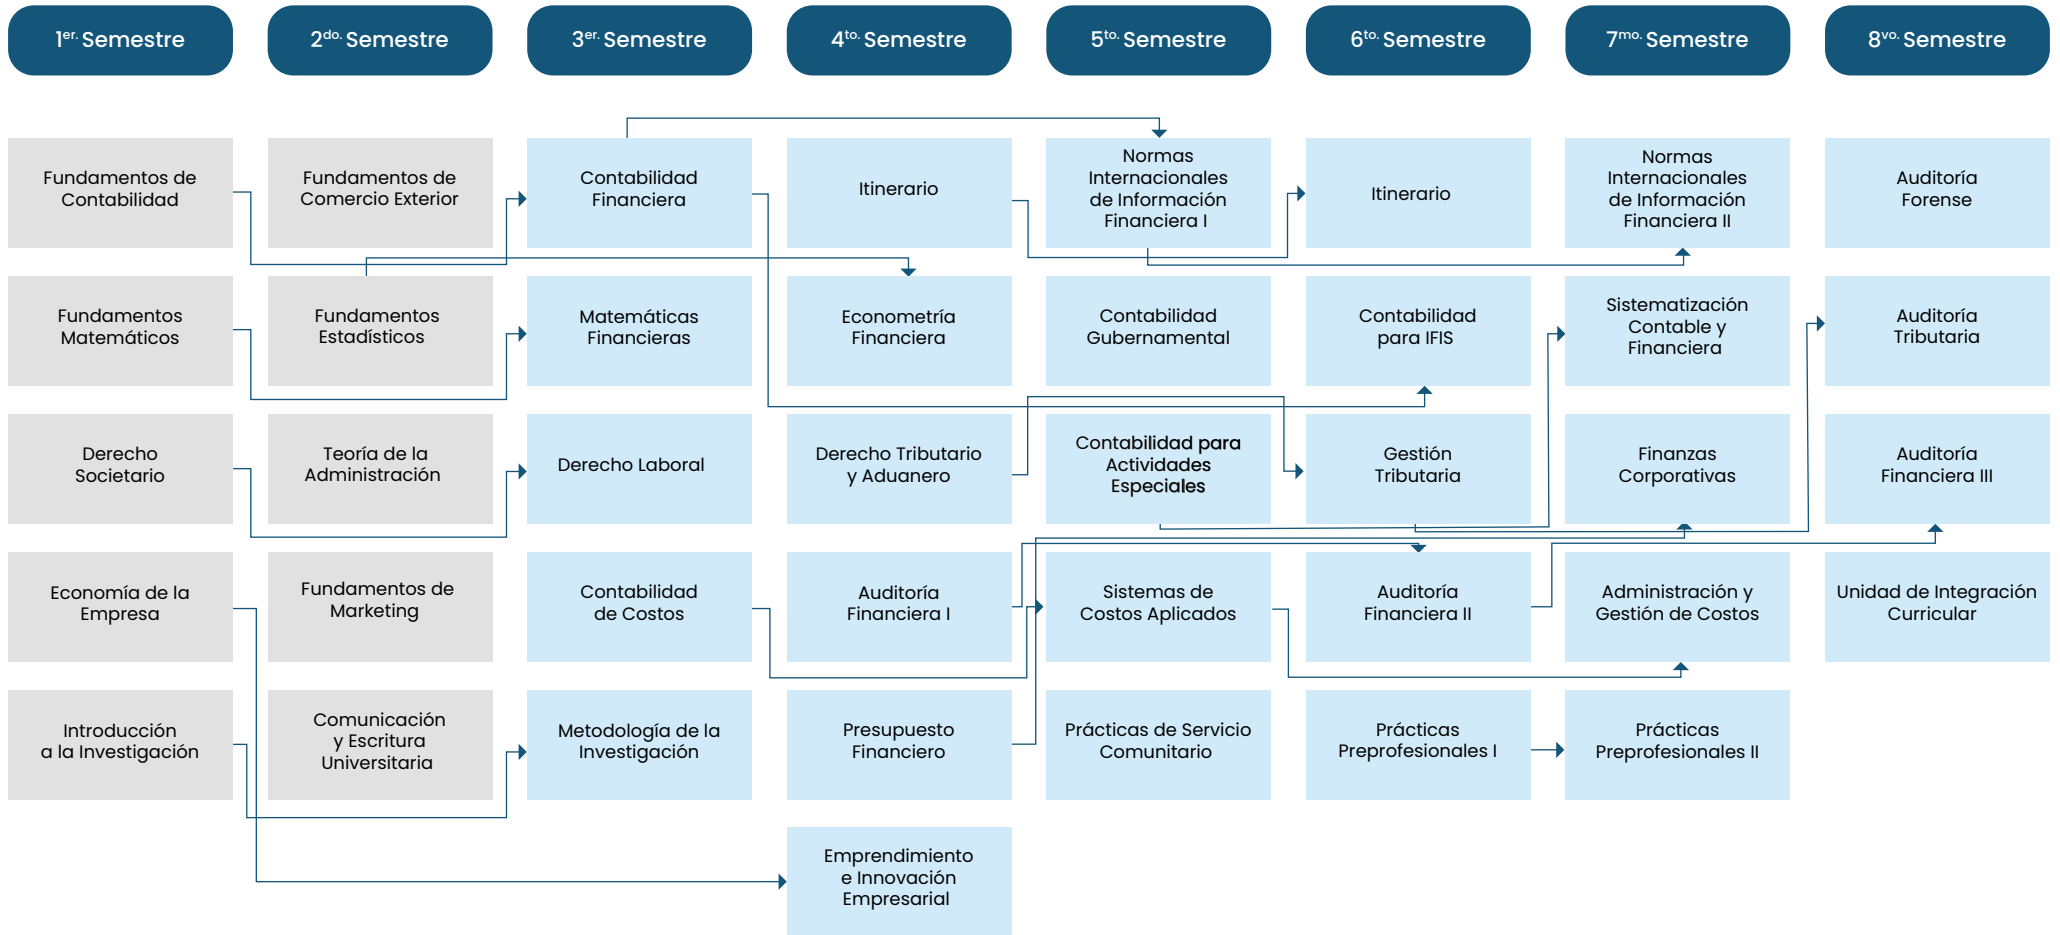 1er. Semestre
2do. Semestre
3er. Semestre
4to. Semestre
5to. Semestre
6to. Semestre
7mo. Semestre
8vo. Semestre
Fundamentos de
Contabilidad
Fundamentos de
Comercio Exterior
Contabilidad
Financiera
Itinerario
Normas
Internacionales
de Información
Financiera I
Itinerario
Normas
Internacionales
de Información
Financiera II
Auditoría
Forense
Fundamentos
Matemáticos
Fundamentos
Estadísticos
Matemáticas
Financieras
Econometría
Financiera
Contabilidad
Gubernamental
Contabilidad
para IFIS
Sistematización
Contable y
Financiera
Auditoría
Tributaria
Derecho
Societario
Teoría de la
Administración
Derecho Laboral
Derecho Tributario
y Aduanero
Contabilidad para
Actividades
Especiales
Gestión
Tributaria
Finanzas
Corporativas
Auditoría
Financiera III
Economía de la
Empresa
Fundamentos de
Marketing
Contabilidad
de Costos
Auditoría
Financiera I
Sistemas de
Costos Aplicados
Auditoría
Financiera II
Administración y
Gestión de Costos
Unidad de Integración
Curricular
Introducción
a la Investigación
Comunicación
y Escritura
Universitaria
Metodología de la
Investigación
Presupuesto
Financiero
Prácticas de Servicio
Comunitario
Prácticas
Preprofesionales I
Prácticas
Preprofesionales II
Emprendimiento
e Innovación
Empresarial